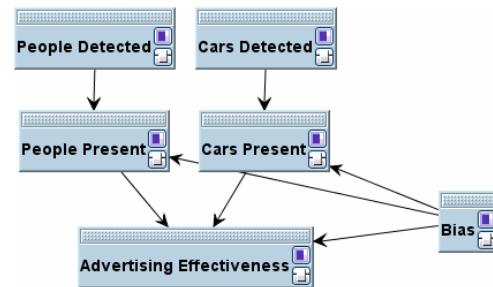 People Detected
Cars Detected
People Present
Cars Present
Bias
Advertising Effectiveness